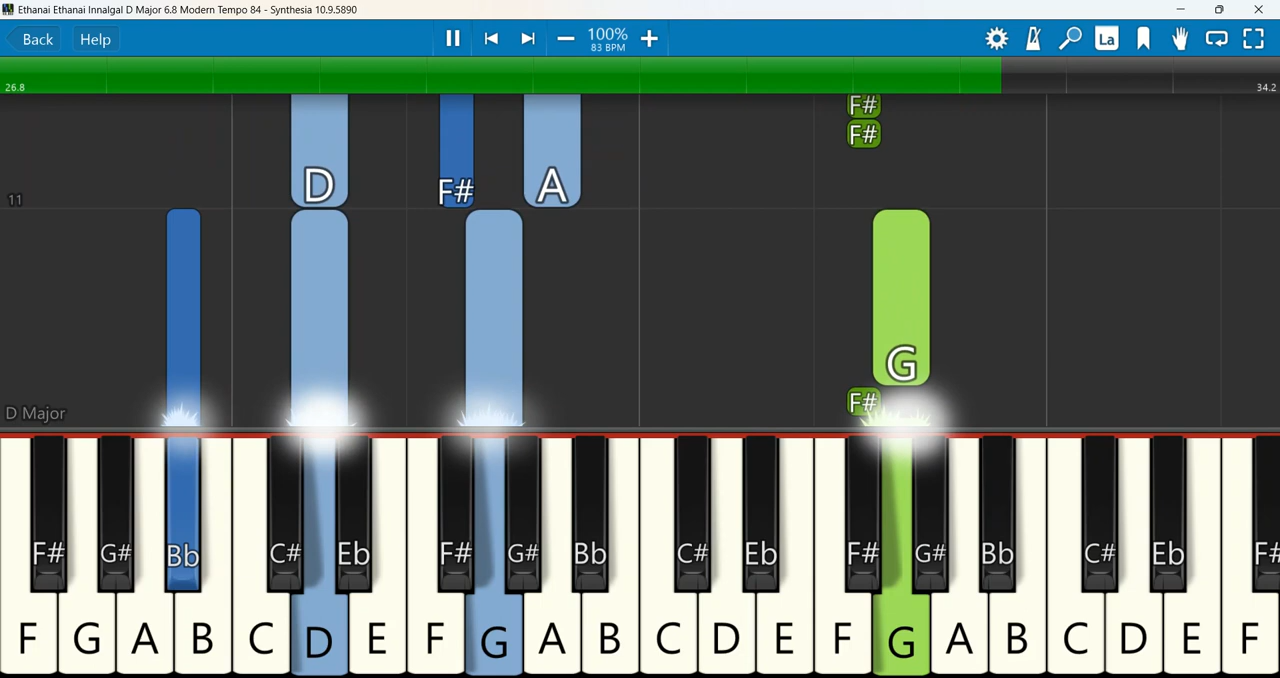 Ethanai Ethanai Innalgal D Major 6.8 Modern Tempo 84 - Synthesia 10.9.5890
Back Help 100% La
83 BPM
26.8 34.2
F#
F#
D F# A
11
G
F#
D Major
F# G# Bb C# Eb F# G# Bb C# Eb F# G# Bb C# Eb F#
F G A B C D E F G A B C D E F G A B C D E F